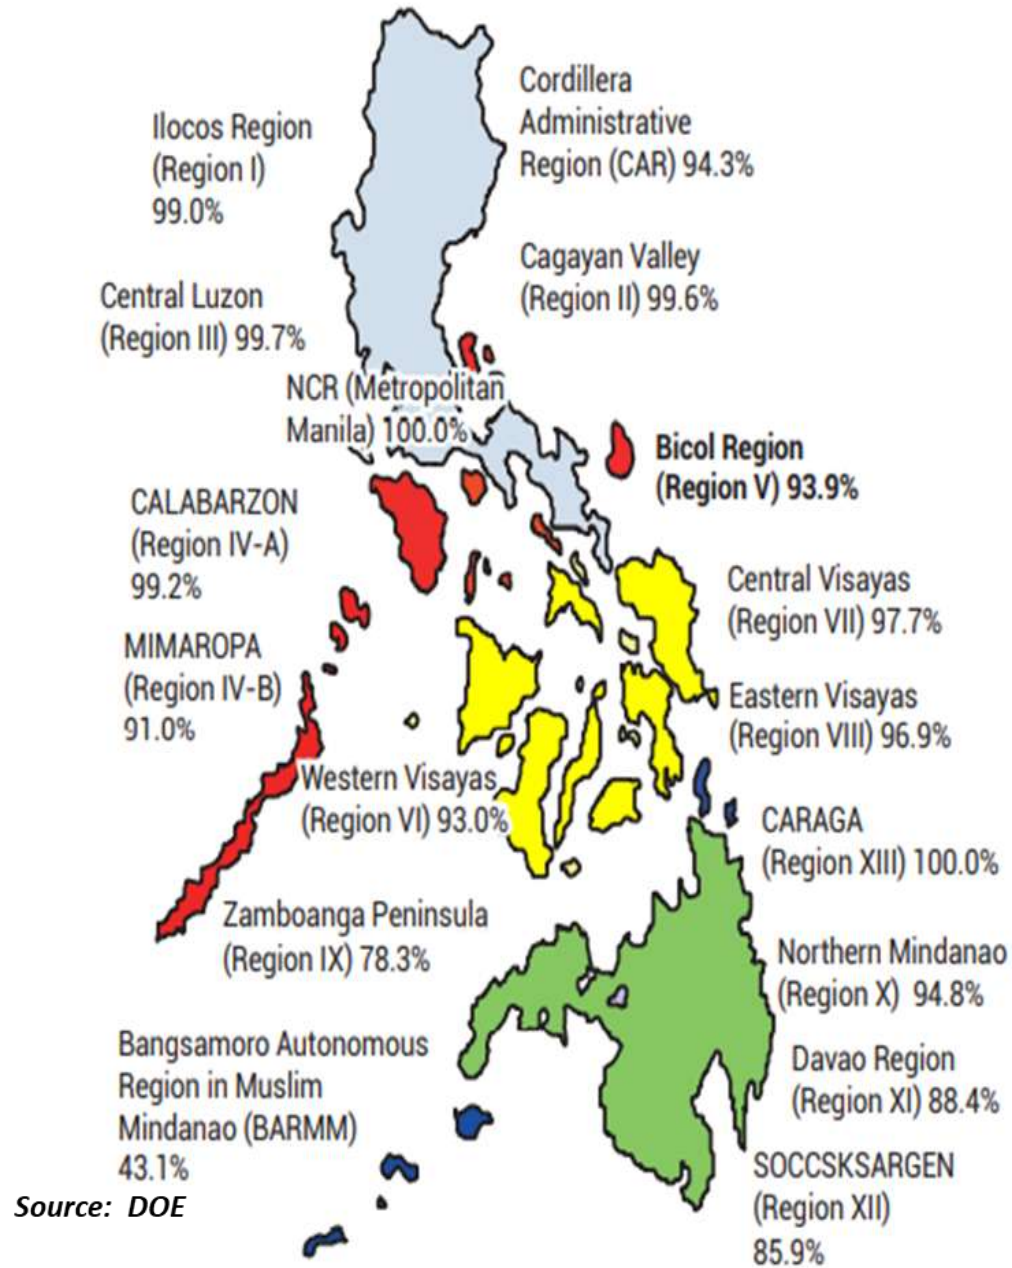 Cordillera
Administrative
Region (CAR) 94.3%
Ilocos Region
(Region I)
99.0%
Cagayan Valley
(Region II) 99.6%
Central Luzon
(Region III) 99.7%
NCR (Metropolitan
Manila) 100.0%
Bicol Region
(Region V) 93.9%
CALABARZON
(Region IV-A)
99.2%
Central Visayas
(Region VII) 97.7%
MIMAROPA
(Region IV-B)
91.0%
Eastern Visayas
(Region VIII) 96.9%
Western Visayas
(Region VI) 93.0%
CARAGA
(Region XIII) 100.0%
Zamboanga Peninsula
(Region IX) 78.3%
Northern Mindanao
(Region X) 94.8%
Bangsamoro Autonomous
Region in Muslim
Mindanao (BARMM)
43.1%
Davao Region
(Region XI) 88.4%
SOCCSKSARGEN
(Region XII)
85.9%
Source: DOE